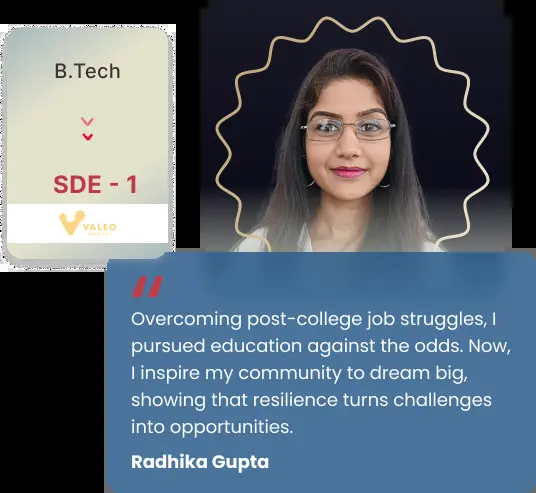 B.Tech
SDE - 1
VALEO
“
Overcoming post-college job struggles, I
pursued education against the odds. Now,
I inspire my community to dream big,
showing that resilience turns challenges
into opportunities.
Radhika Gupta